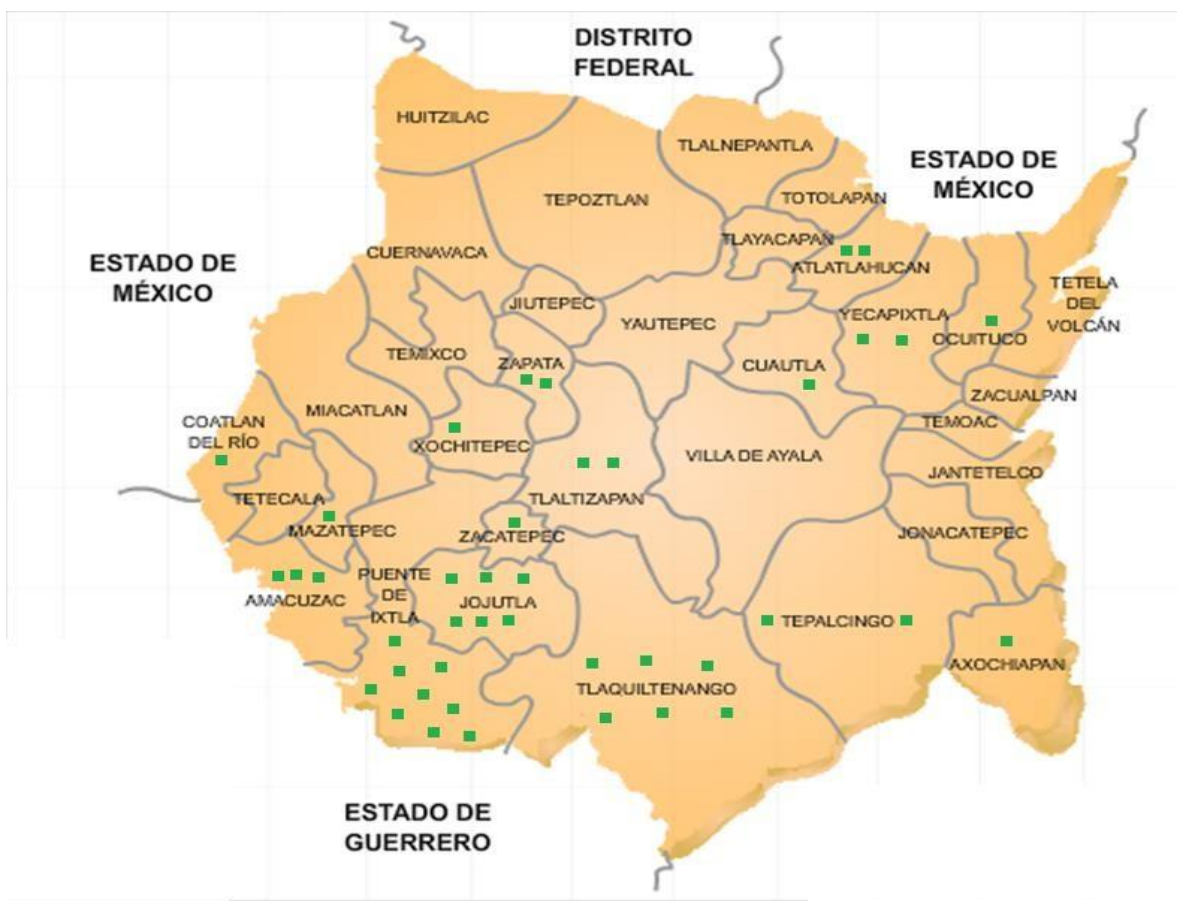 DISTRITO
FEDERAL
HUITZILAC
TLALNEPANTLA
ESTADO DE
MÉXICO
TEPOZTLAN
TOTOLAPAN
TLAYACAPAN
CUERNAVACA
ATLATLAHUCAN
ESTADO DE
MÉXICO
TETELA
DEL
VOLCÁN
JIUTEPEC
YAUTEPEC
YECAPIXTLA
OCUITUCO
TEMIXCO
ZAPATA
CUAUTLA
ZACUALPAN
MIACATLAN
COATLAN
DEL RÍO
TEMOAC
XOCHITEPEC
VILLA DE AYALA
JANTETELCO
TETECALA
TLALTIZAPAN
MAZATEPEC
ZACATEPEC
JONACATEPEC
PUENTE
DE
IXTLA
AMACUZAC
JOJUTLA
TEPALCINGO
AXOCHIAPAN
TLAQUILTENANGO
ESTADO DE
GUERRERO